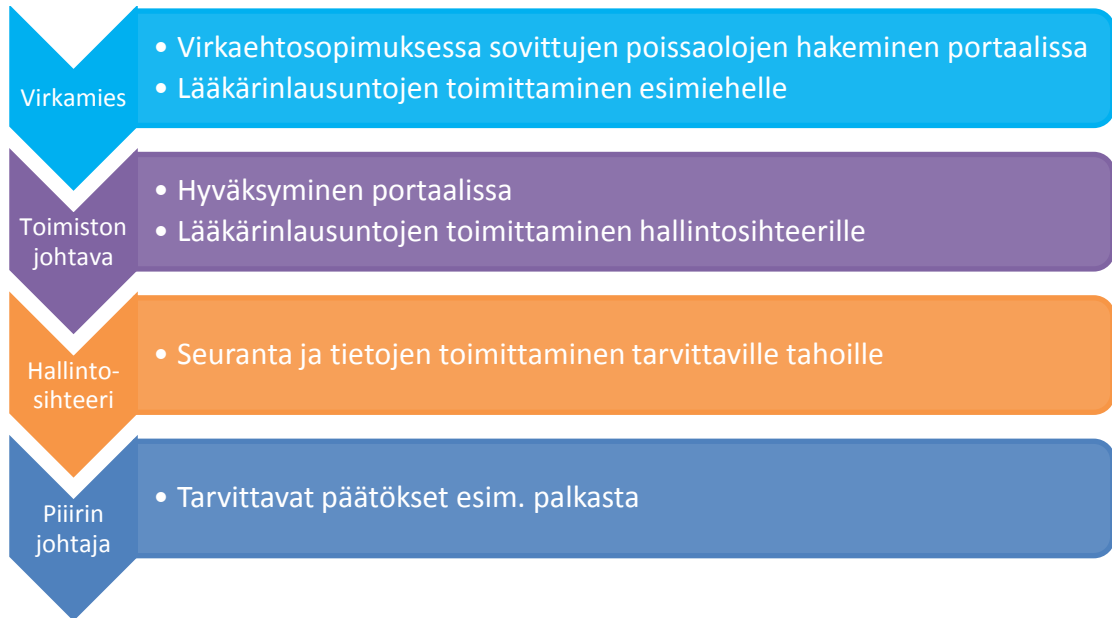 Virkamies
• Virkaehtosopimuksessa sovittujen poissaolojen hakeminen portaalissa
• Lääkärinlausuntojen toimittaminen esimiehelle
Toimiston
johtava
• Hyväksyminen portaalissa
• Lääkärinlausuntojen toimittaminen hallintosihteerille
Hallinto-
sihteeri
• Seuranta ja tietojen toimittaminen tarvittaville tahoille
Piiirin
johtaja
• Tarvittavat päätökset esim. palkasta